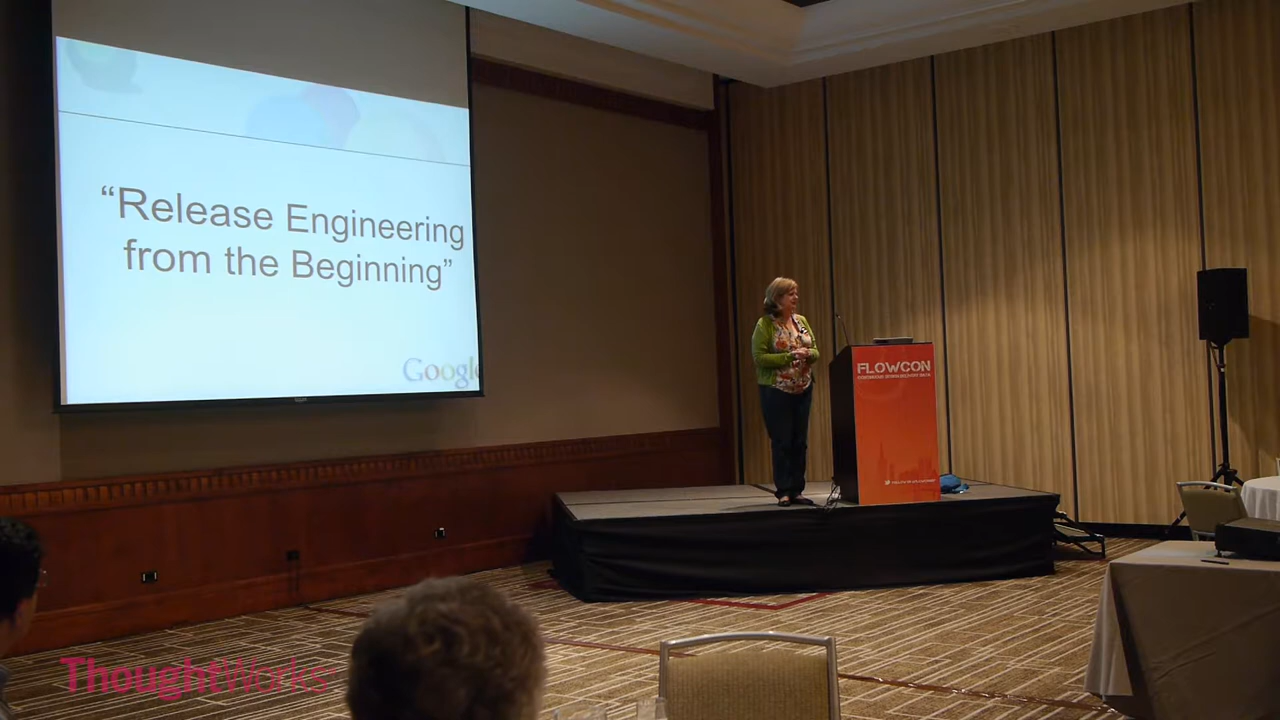 “Release Engineering
from the Beginning”
Google
FLOWCON
ThoughtWorks